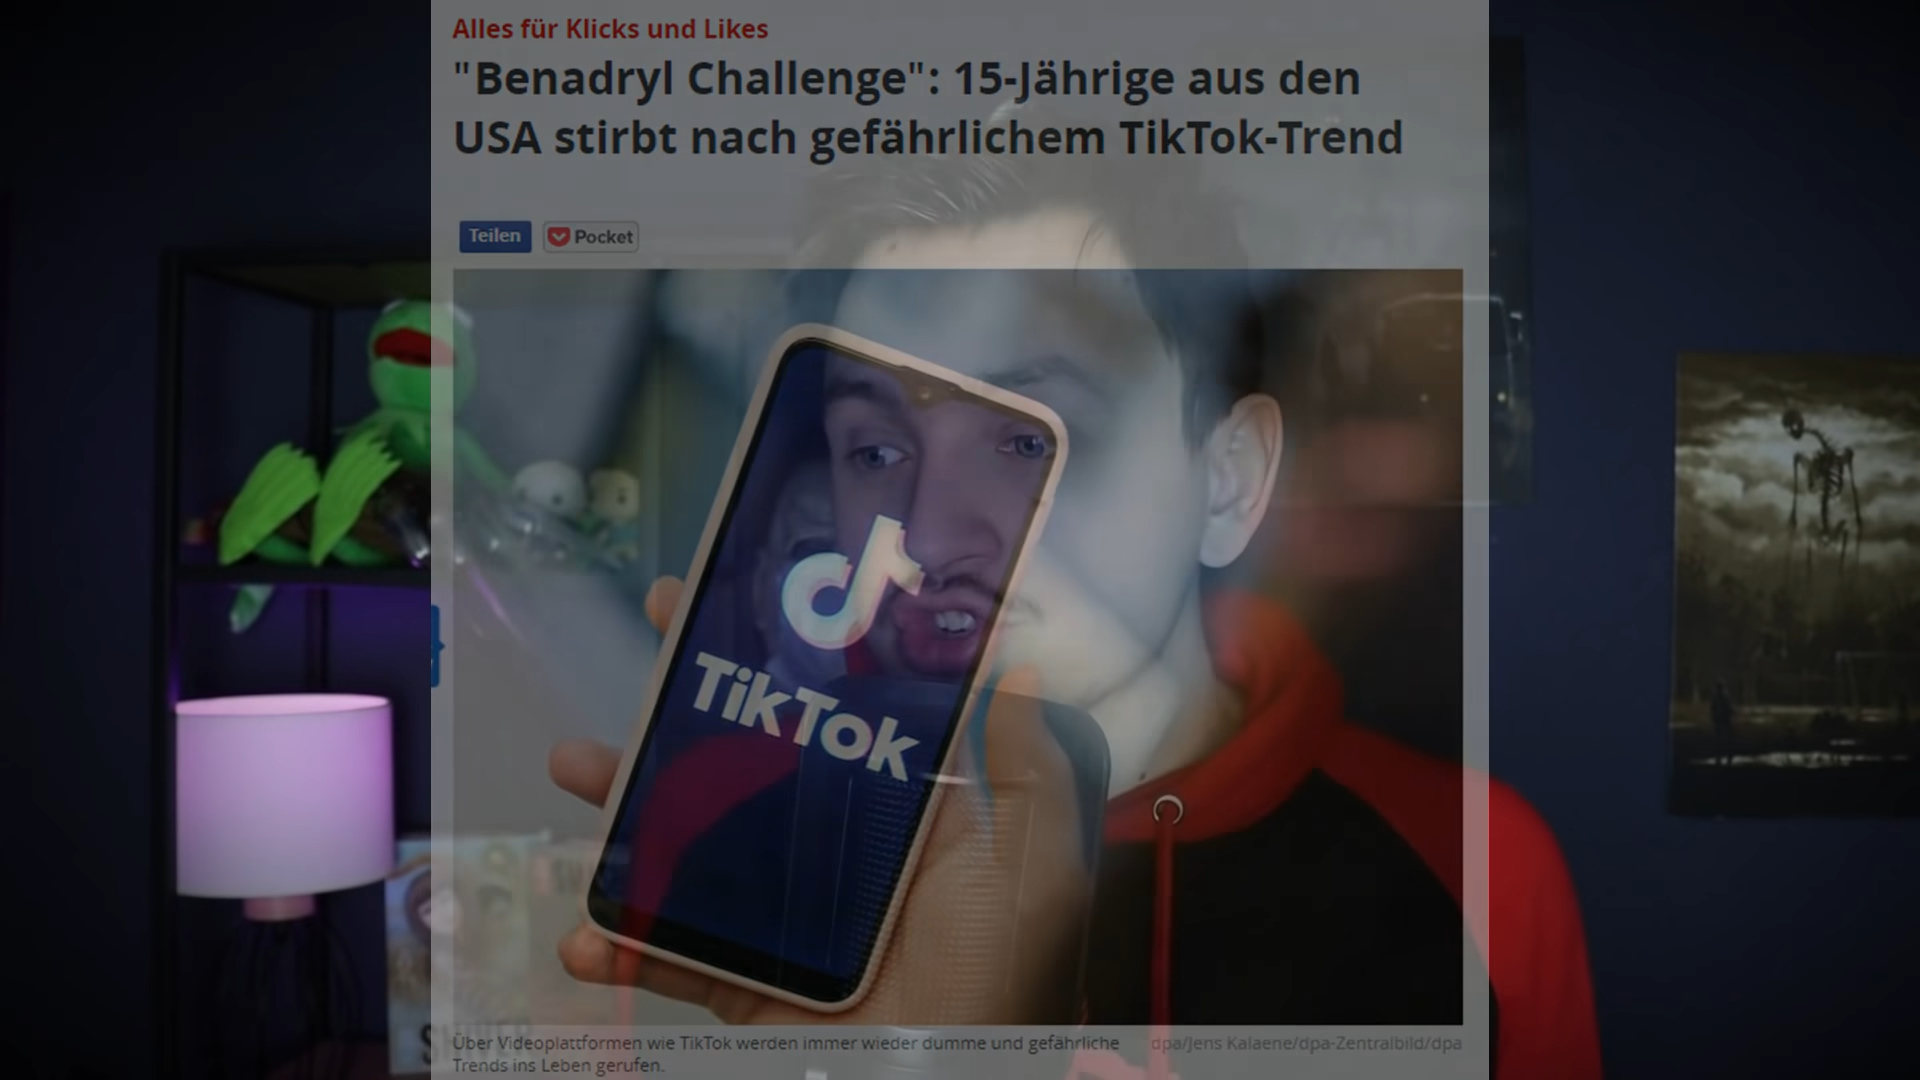 Alles für Klicks und Likes
"Benadryl Challenge": 15-Jährige aus den
USA stirbt nach gefährlichem TikTok-Trend
Teilen
Pocket
TikTok
Über Videoplattformen wie TikTok werden immer wieder dumme und gefährliche
Trends ins Leben gerufen.
dpa/Jens Kalaene/dpa-Zentralbild/dpa